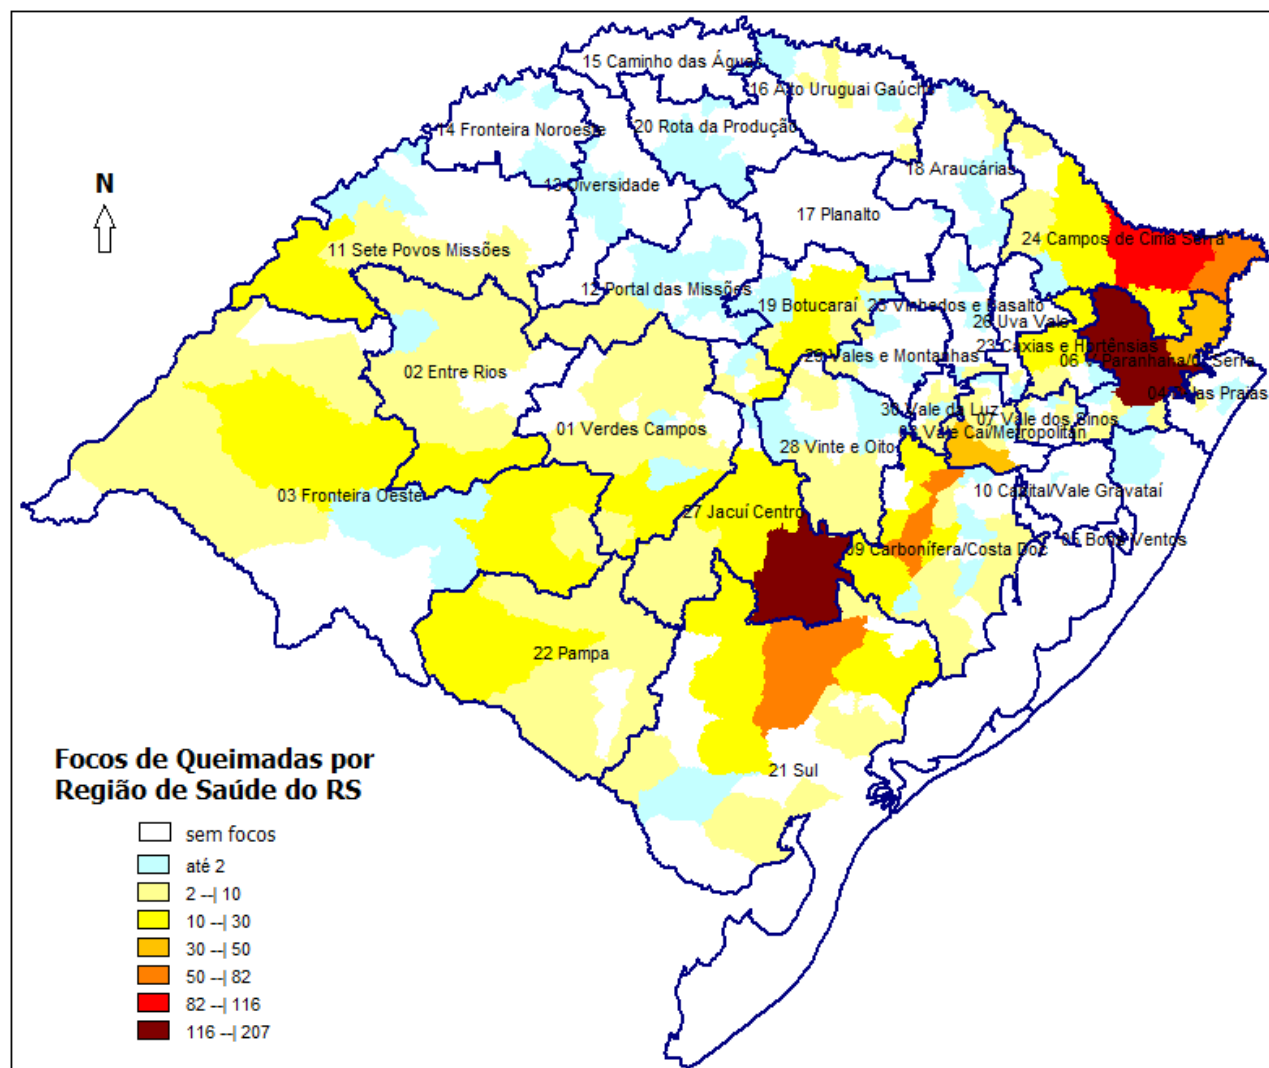 15 Caminho das Águas
16 Alto Uruguai Gaúcho
14 Fronteira Noroeste
20 Rota da Produção
18 Araucárias
13 Diversidade
N
17 Planalto
11 Sete Povos Missões
24 Campos de Cima Serra
12 Portal das Missões
19 Botucaraí
25 Vinhedos e Basalto
26 Uva Vale
23 Caxias e Hortênsias
29 Vales e Montanhas
06 V. Paranhana/C. Serra
02 Entre Rios
04 Belas Praias
30 Vale da Luz
07 Vale dos Sinos
01 Verdes Campos
08 Vale Caí/Metropolitan
28 Vinte e Oito
03 Fronteira Oeste
10 Capital/Vale Gravataí
27 Jacuí Centro
05 Bons Ventos
09 Carbonífera/Costa Doc
22 Pampa
21 Sul
Focos de Queimadas por
Região de Saúde do RS
sem focos
até 2
2 --| 10
10 --| 30
30 --| 50
50 --| 82
82 --| 116
116 --| 207